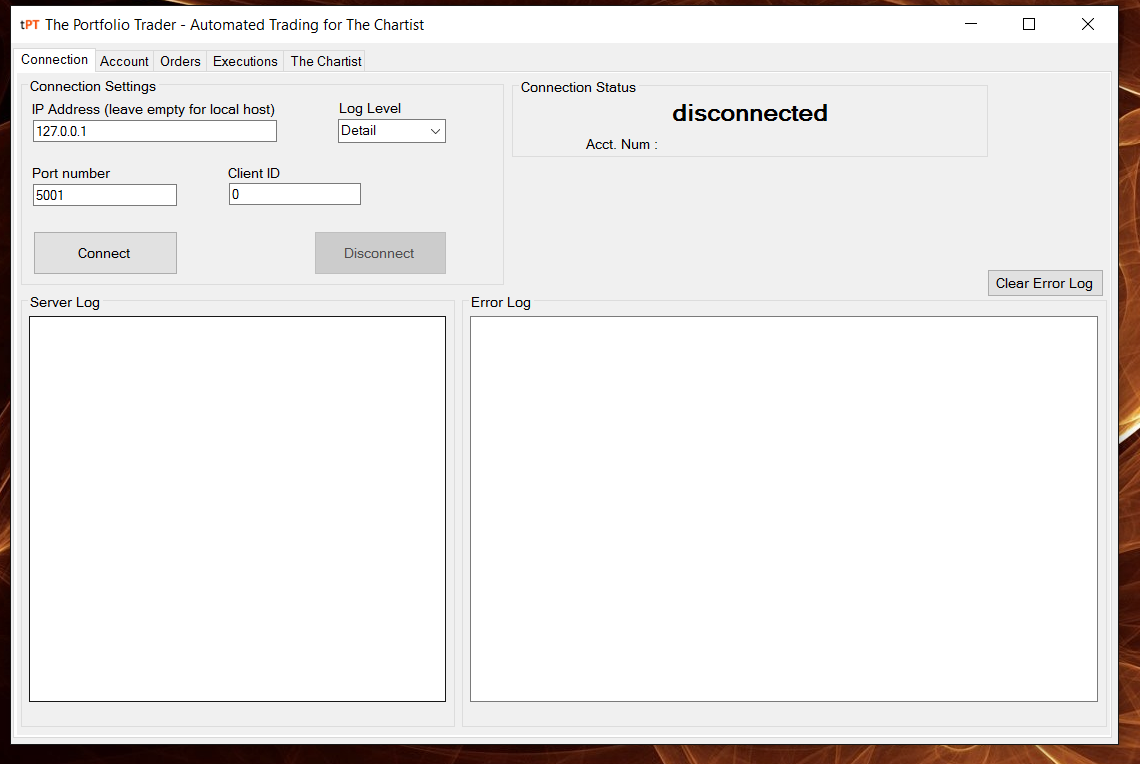 tPT The Portfolio Trader - Automated Trading for The Chartist
Connection Account Orders Executions The Chartist
Connection Settings
IP Address (leave empty for local host)
127.0.0.1
Log Level
Detail
Port number
5001
Client ID
0
Connect
Disconnect
Connection Status
disconnected
Acct. Num :
Clear Error Log
Server Log
Error Log